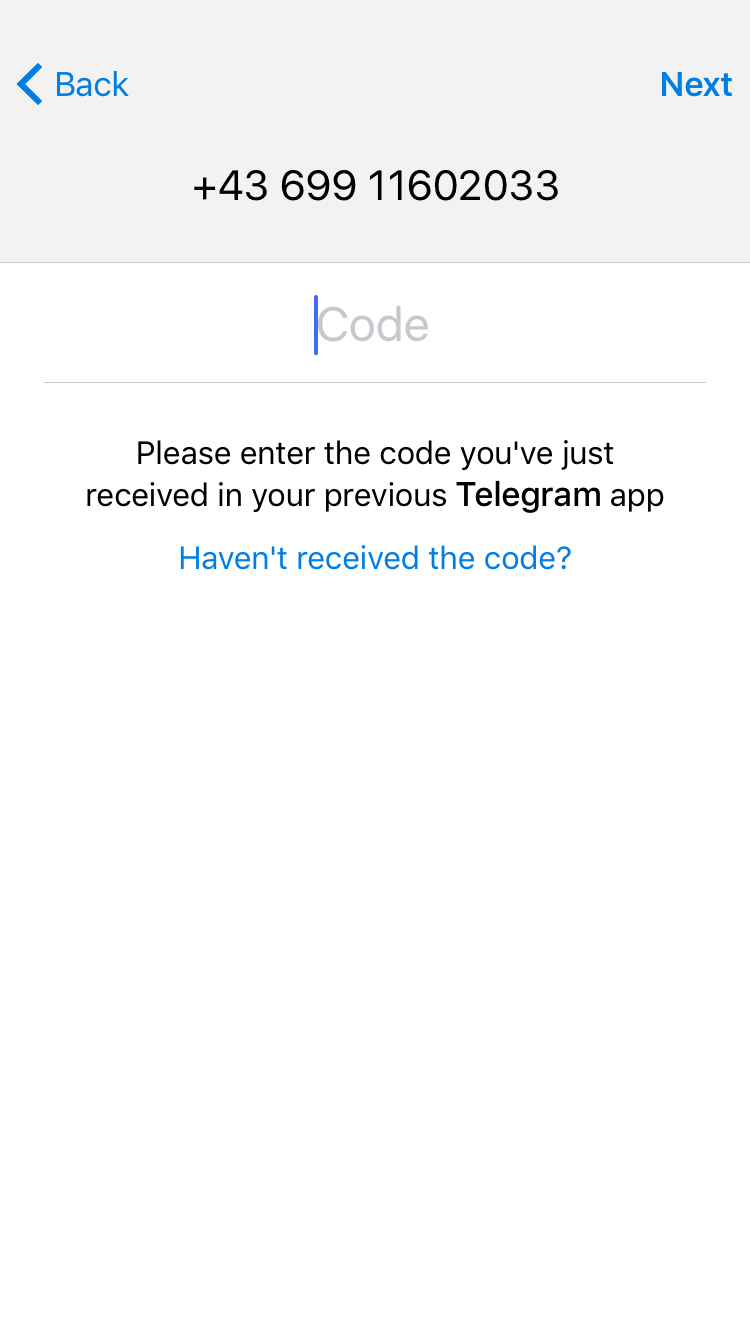 Back
Next
+43 699 11602033
Code
Please enter the code you've just
received in your previous Telegram app
Haven't received the code?